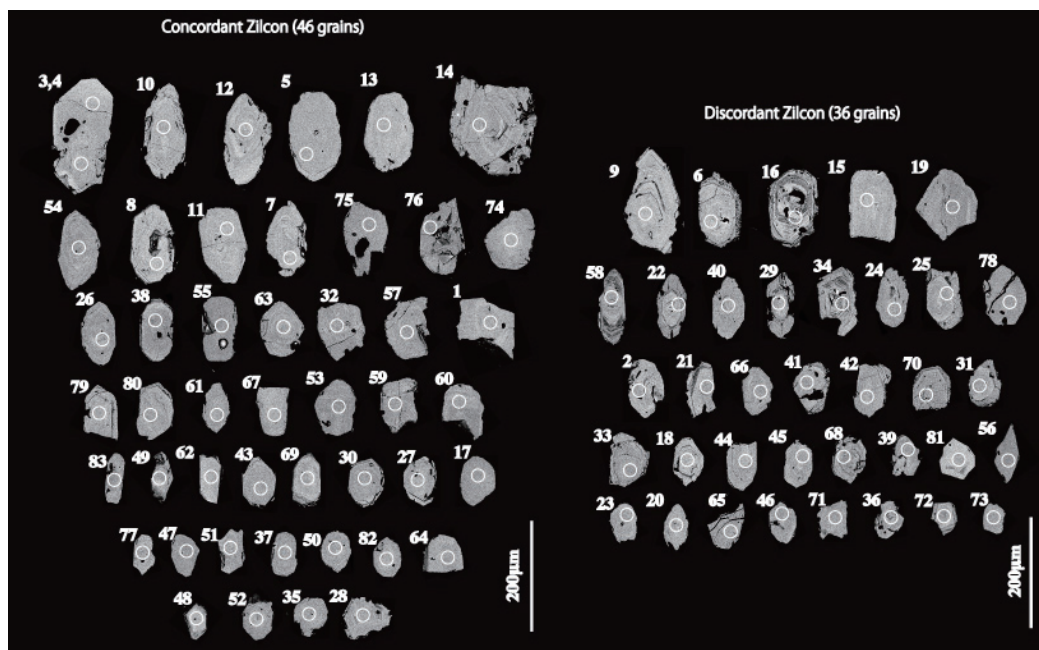 Concordant Zilcon (46 grains)
3,4 10 12 5 13 14
54 8 11 7 75 76 74
26 38 55 63 32 57 1
79 80 61 67 53 59 60
83 49 62 43 69 30 27 17
77 47 51 37 50 82 64
48 52 35 28
200μm
Discordant Zilcon (36 grains)
9 6 16 15 19
58 22 40 29 34 24 25 78
2 21 66 41 42 70 31
33 18 44 45 68 39 81 56
23 20 65 46 71 36 72 73
200μm